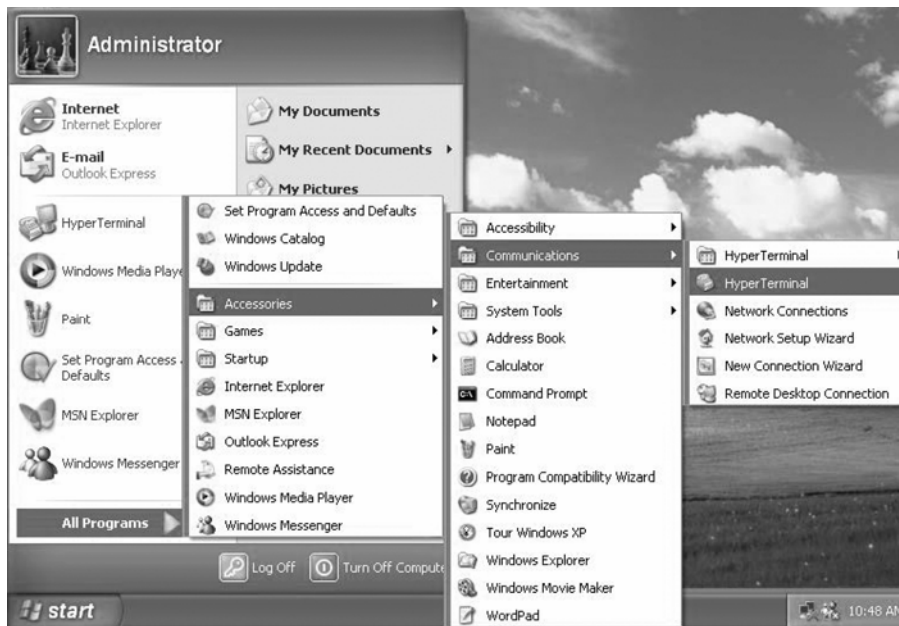 Administrator
Internet
Internet Explorer
E-mail
Outlook Express
HyperTerminal
Windows Media Playe
Paint
Set Program Access
Defaults
MSN Explorer
Windows Messenger
All Programs
My Documents
My Recent Documents
My Pictures
Set Program Access and Defaults
Windows Catalog
Windows Update
Accessories
Games
Startup
Internet Explorer
MSN Explorer
Outlook Express
Remote Assistance
Windows Media Player
Windows Messenger
Accessibility
Communications
Entertainment
System Tools
Address Book
Calculator
Command Prompt
Notepad
Paint
Program Compatibility Wizard
Synchronize
Tour Windows XP
Windows Explorer
Windows Movie Maker
WordPad
HyperTerminal
HyperTerminal
Network Connections
Network Setup Wizard
New Connection Wizard
Remote Desktop Connection
Log Off
Turn Off Compute
start
10:48 AM